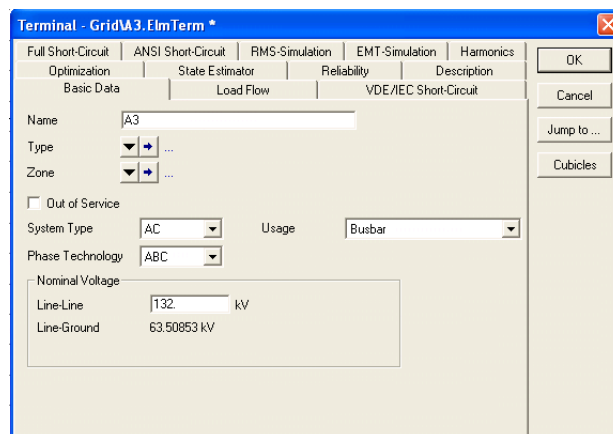 Terminal - Grid\A3.ElmTerm *
Full Short-Circuit ANSI Short-Circuit RMS-Simulation EMT-Simulation Harmonics
Optimization State Estimator Reliability Description
Basic Data Load Flow VDE/IEC Short-Circuit
OK
Cancel
Jump to ...
Cubicles
Name A3
Type ...
Zone ...
Out of Service
System Type AC Usage Busbar
Phase Technology ABC
Nominal Voltage
Line-Line 132. kV
Line-Ground 63.50853 kV